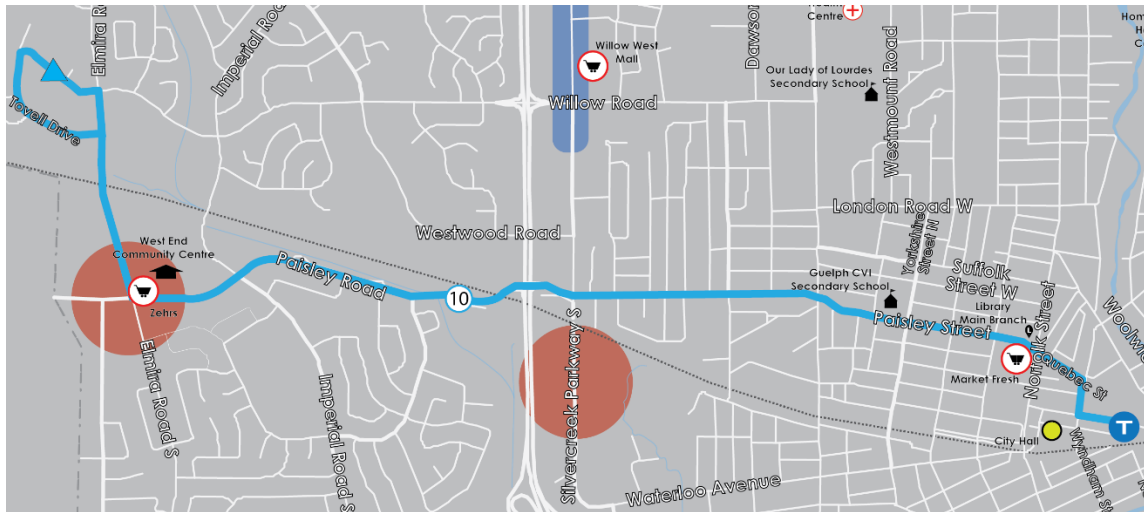 Elmira Ro
Imperial Road
Tovell Drive
Willow West
Mall
Willow Road
Dawson
Centre
Our Lady of Lourdes
Secondary School
Westmount Road
Hom
H
C
London Road W
Westwood Road
West End
Community Centre
Zehrs
Paisley Road
10
Guelph CVI
Secondary School
Yorkshire
Street N
Suffolk
Street W
Library
Main Branch
Paisley Street
Norfolk Street
Woolwi
Market Fresh
Quebec St
City Hall
T
Wyndham St
Elmira Road S
Imperial Road S
Silvercreek Parkway S
Waterloo Avenue